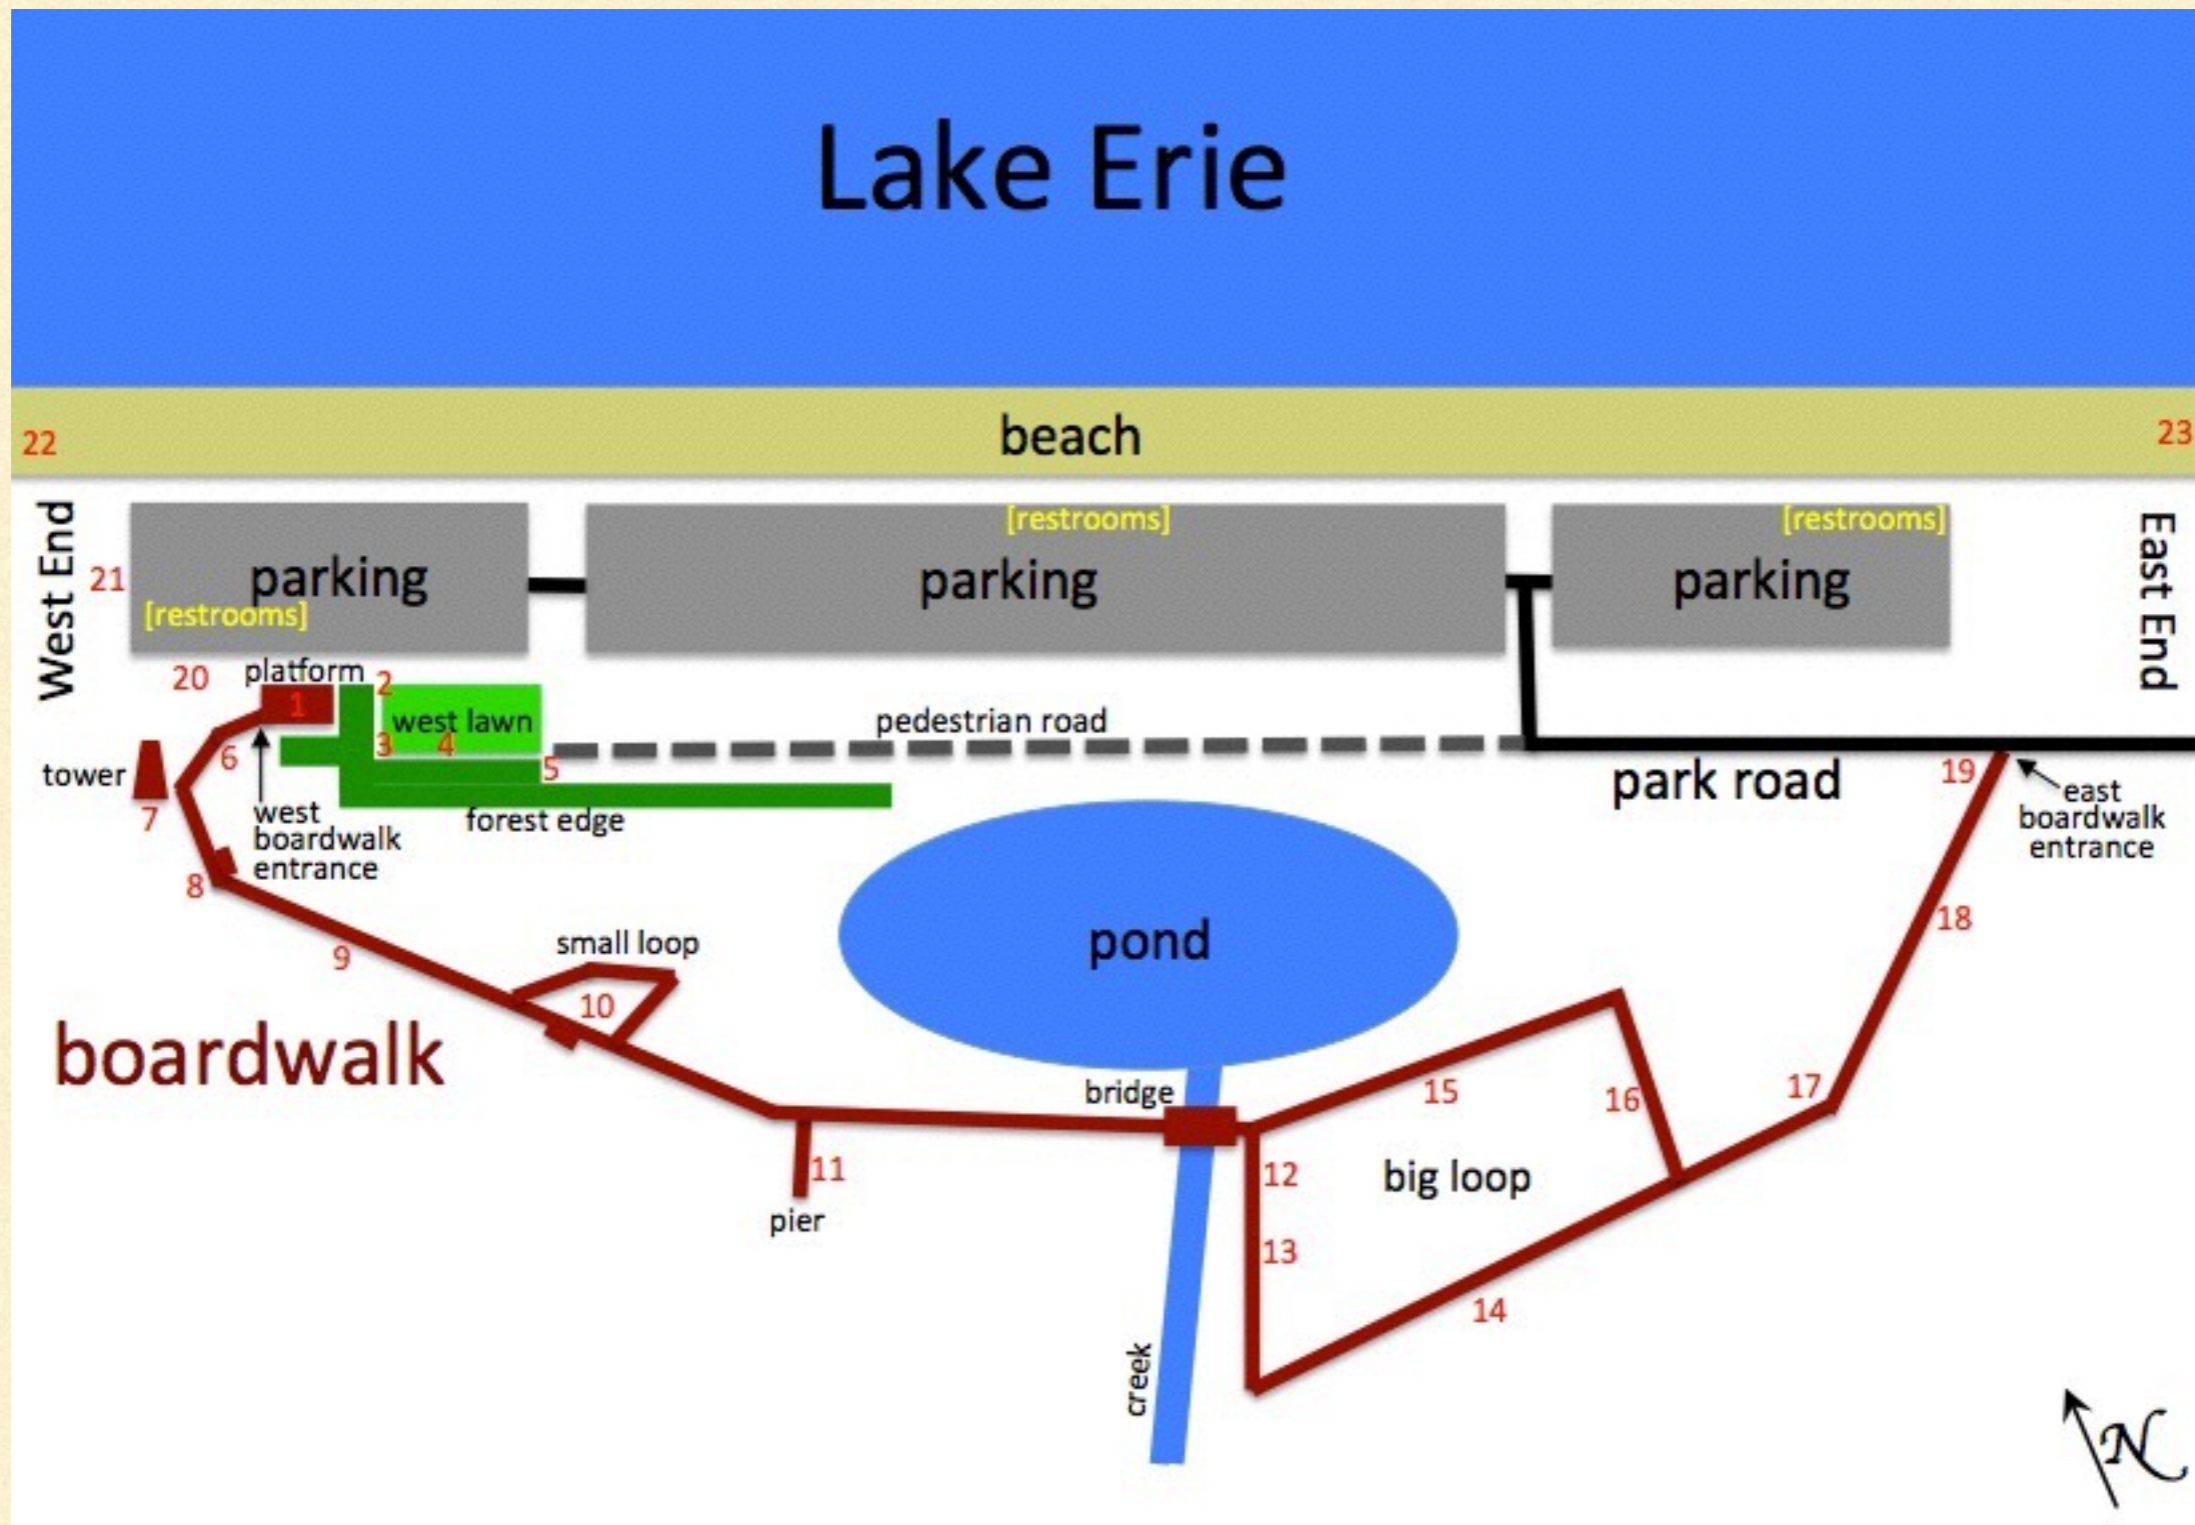 Lake Erie
beach
22
23
West End
East End
[restrooms]
[restrooms]
21
parking
parking
parking
[restrooms]
20
platform
2
1
west lawn
3
4
5
pedestrian road
6
tower
7
west
boardwalk
entrance
forest edge
park road
19
east
boardwalk
entrance
8
18
9
small loop
10
pond
boardwalk
bridge
15
16
17
11
12
big loop
pier
13
14
creek
N